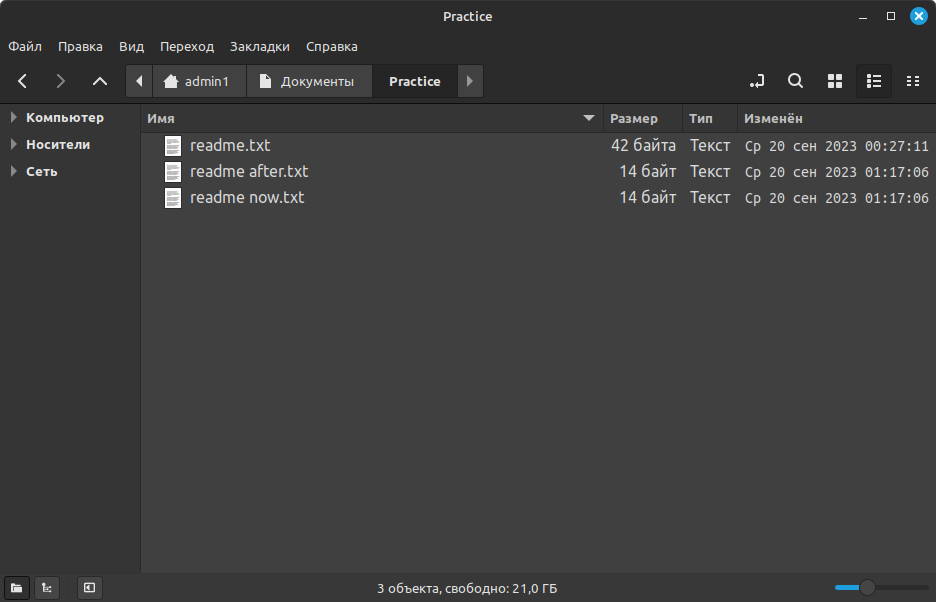 Practice
Файл Правка Вид Переход Закладки Справка
admin1 Документы Practice
Компьютер
Носители
Сеть
Имя Размер Тип Изменён
readme.txt 42 байта Текст Ср 20 сен 2023 00:27:11
readme after.txt 14 байт Текст Ср 20 сен 2023 01:17:06
readme now.txt 14 байт Текст Ср 20 сен 2023 01:17:06
3 объекта, свободно: 21,0 ГБ